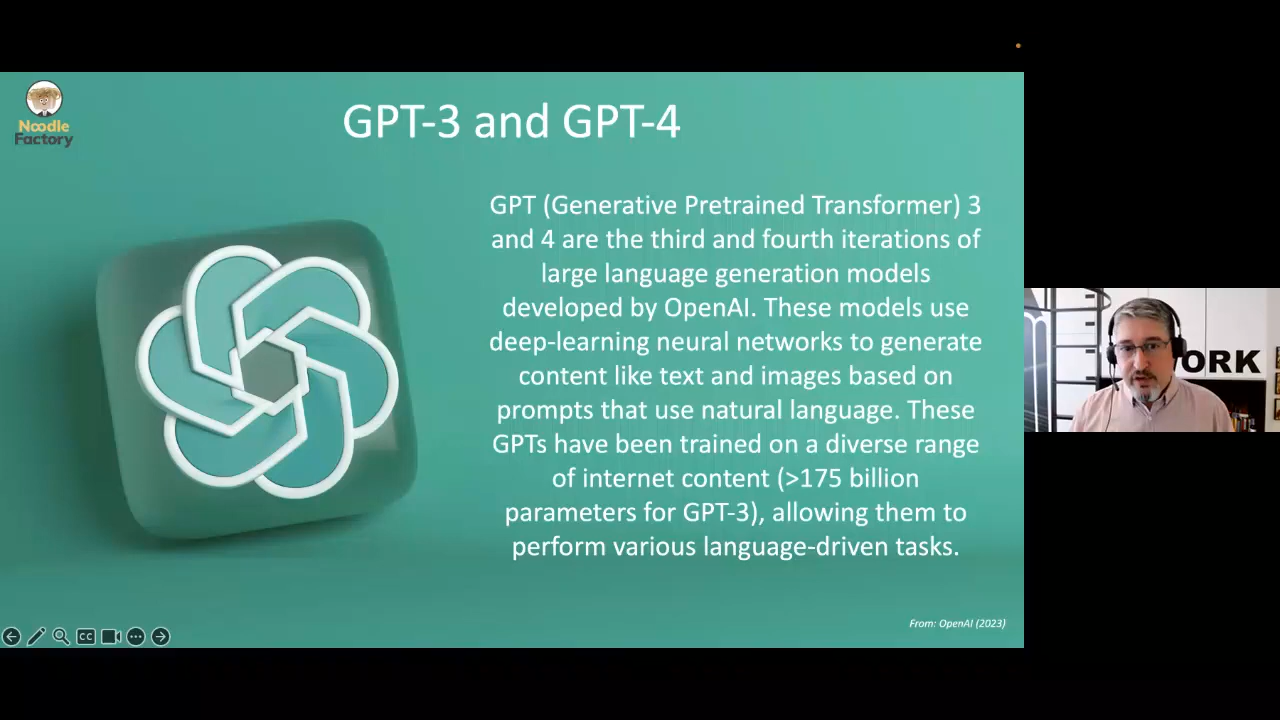 Noodle
Factory
GPT-3 and GPT-4
GPT (Generative Pretrained Transformer) 3
and 4 are the third and fourth iterations of
large language generation models
developed by OpenAI. These models use
deep-learning neural networks to generate
content like text and images based on
prompts that use natural language. These
GPTs have been trained on a diverse range
of internet content (>175 billion
parameters for GPT-3), allowing them to
perform various language-driven tasks.
From: OpenAI (2023)
CC
ORK